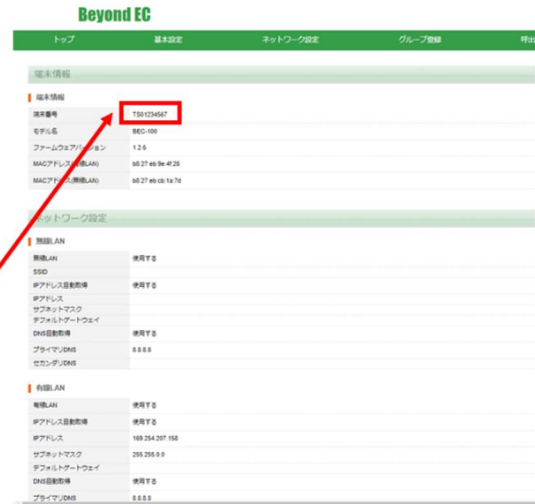 Beyond EC
トップ 基本設定 ネットワーク設定 グループ登録 呼出
端末情報
端末情報
端末番号 TS01234567
モデル名 BEC-100
ファームウェアバージョン 1.2.6
MACアドレス(有線LAN) b8:27:eb:9e:4f:28
MACアドレス(無線LAN) b8:27:eb:cb:1a:7d
ネットワーク設定
無線LAN
無線LAN 使用する
SSID
IPアドレス自動取得 使用する
IPアドレス
サブネットマスク
デフォルトゲートウェイ
DNS自動取得 使用する
プライマリDNS 8.8.8.8
セカンダリDNS
有線LAN
有線LAN 使用する
IPアドレス自動取得 使用する
IPアドレス 169.254.207.158
サブネットマスク 255.255.0.0
デフォルトゲートウェイ
DNS自動取得 使用する
プライマリDNS 8.8.8.8